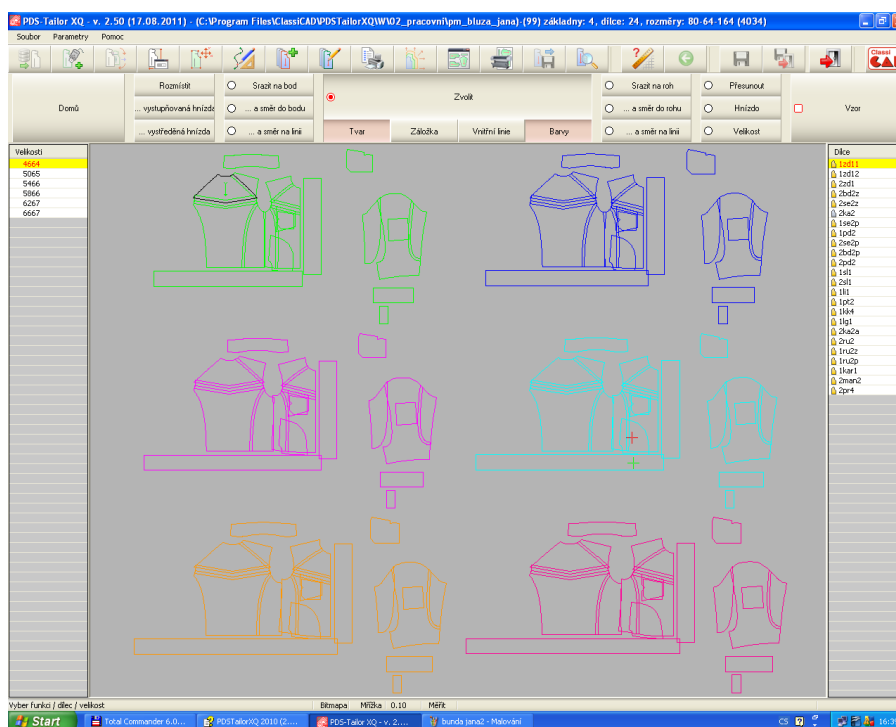 PDS-Tailor XQ - v. 2.50 (17.08.2011) - (C:\Program Files\ClassiCAD\PDSTailorXQ\W\02_pracovni\pm_bluza_jana)-(99) základny: 4, dílce: 24, rozměry: 80-64-164 (4034)
Soubor Parametry Pomoc
Classi
CA
Domů
Rozmístit
... vystupňovaná hnízda
... vystředěná hnízda
Srazit na bod
... a směr do bodu
... a směr na linii
Zvolit
Tvar Záložka Vnitřní linie Barvy
Srazit na roh
... a směr do rohu
... a směr na linii
Přesunout
Hnízdo
Velikost
Vzor
Velikosti
4664
5065
5466
5866
6267
6667
Dílce
1zd11
1zd12
2zd1
2bd2z
2se2z
2ka2
1se2p
1pd2
2se2p
2bd2p
2pd2
1sl1
2sl1
1li1
1pt2
1kk4
1lg1
2ka2a
2ru2
1ru2z
1ru2p
1kar1
2man2
2pr4
Vyber funkci / dílec / velikost Bitmapa Mřížka 0.10 Měřit
Start Total Commander 6.0... PDSTailorXQ 2010 (2.... PDS-Tailor XQ - v. 2.... bunda jana2 - Malování CS